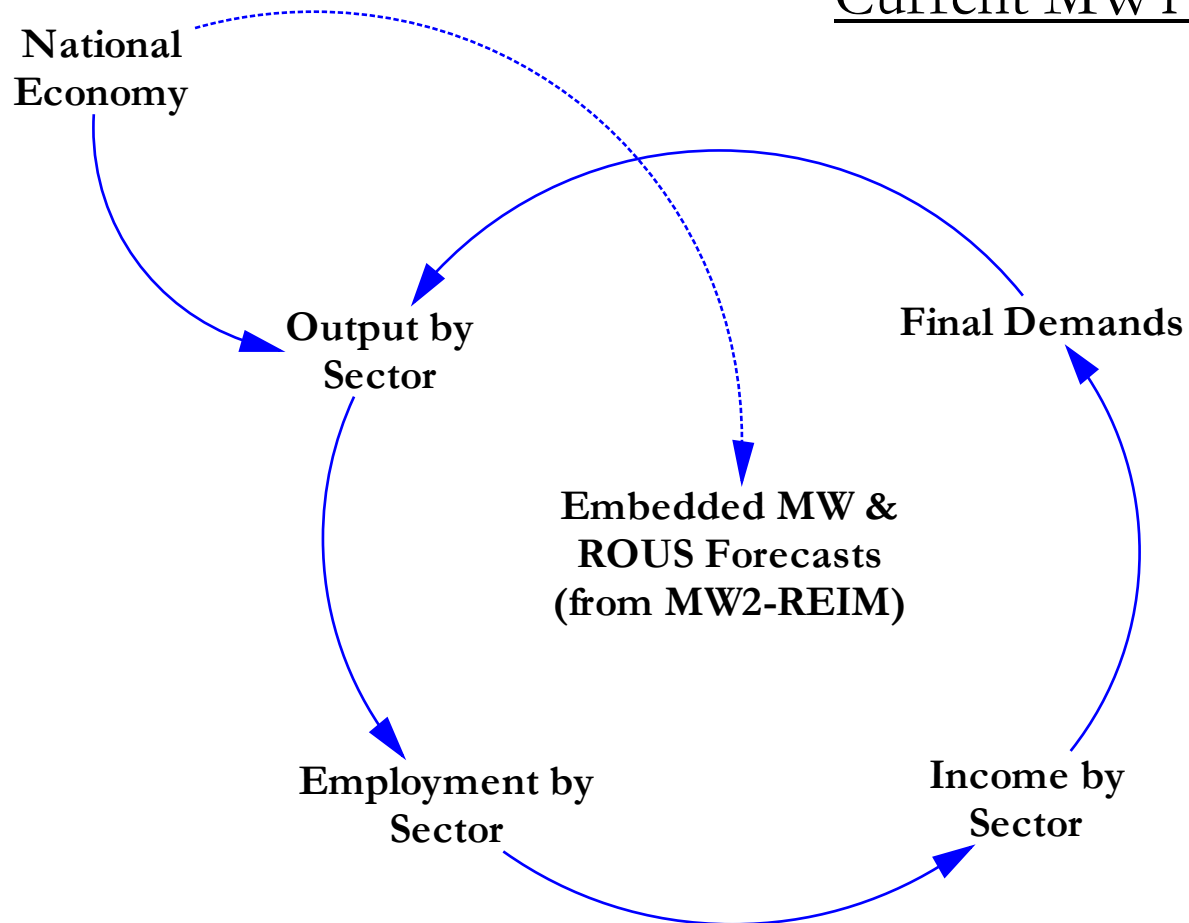 Current
National
Economy
Output by
Sector
Final Demands
Embedded MW &
ROUS Forecasts
(from MW2-REIM)
Employment by
Sector
Income by
Sector